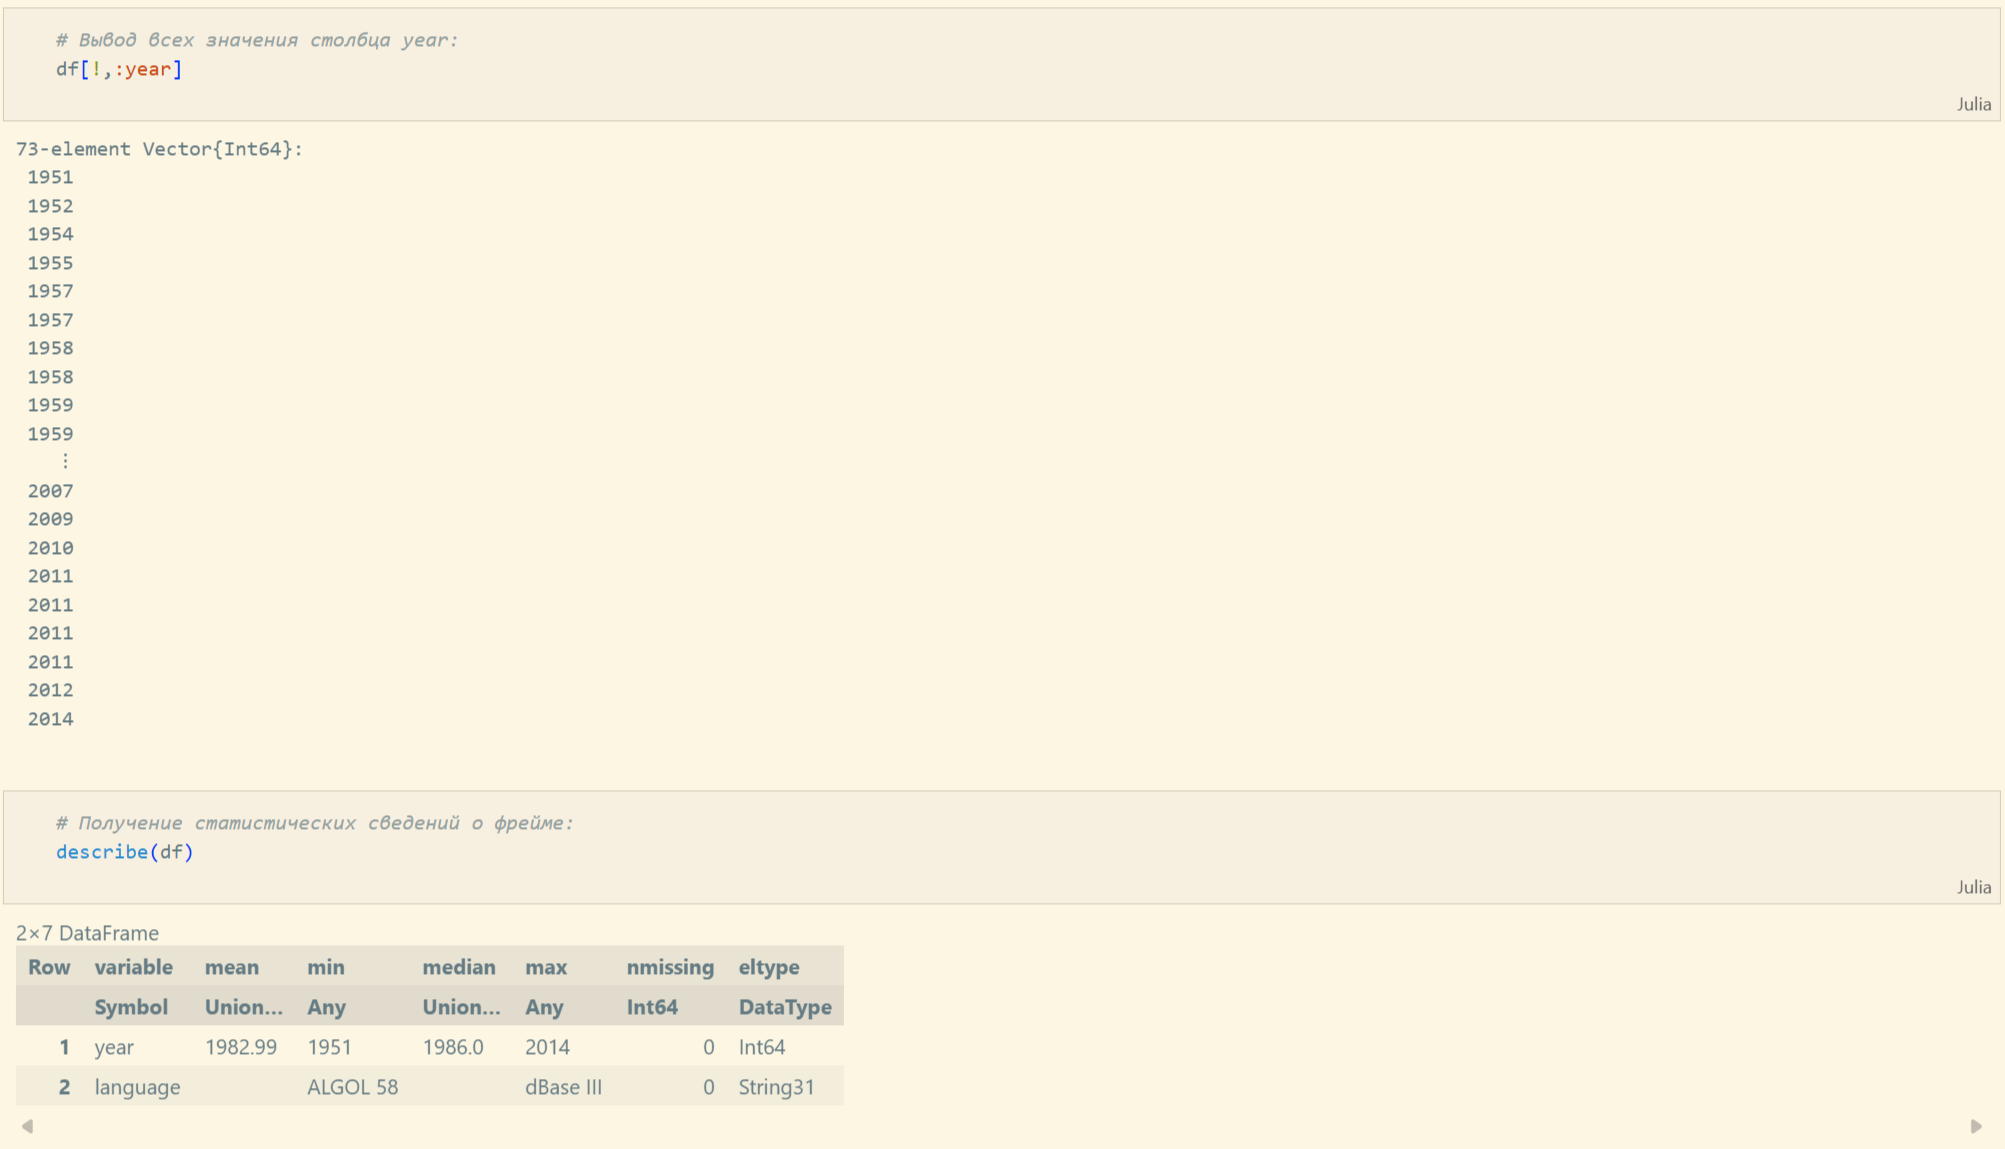 # Вывод всех значения столбца year:
df[!,:year]
Julia
73-element Vector{Int64}:
1951
1952
1954
1955
1957
1957
1958
1958
1959
1959
⋮
2007
2009
2010
2011
2011
2011
2011
2012
2014
# Получение статистических сведений о фрейме:
describe(df)
Julia
2×7 DataFrame
Row variable mean min median max nmissing eltype
Symbol Union… Any Union… Any Int64 DataType
1 year 1982.99 1951 1986.0 2014 0 Int64
2 language ALGOL 58 dBase III 0 String31